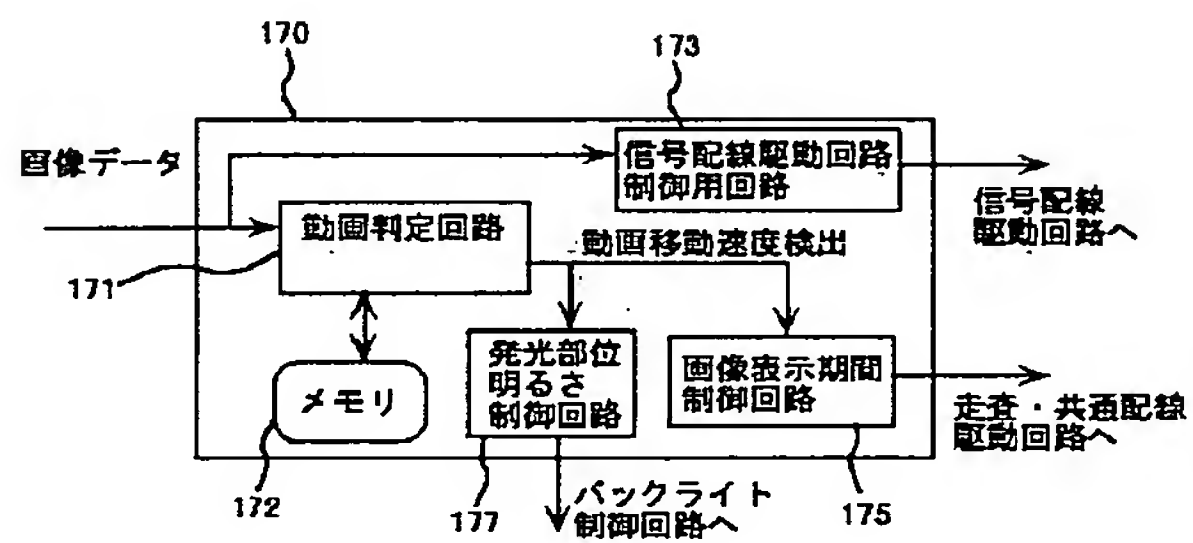 170
173
画像データ
信号配線駆動回路
制御用回路
信号配線
駆動回路へ
動画判定回路
動画移動速度検出
171
発光部位
明るさ
制御回路
画像表示期間
制御回路
メモリ
走査・共通配線
駆動回路へ
172
177
バックライト
制御回路へ
175